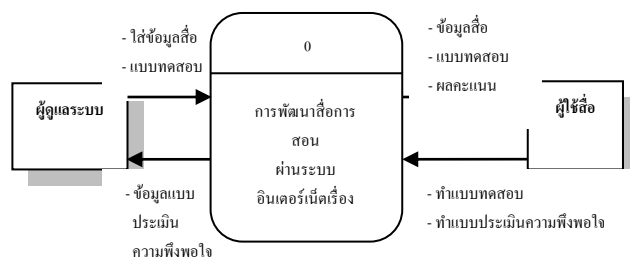 - ใส่ข้อมูลสื่อ
- แบบทดสอบ
ผู้ดูแลระบบ
- ข้อมูลแบบ
ประเมิน
ความพึงพอใจ
0
การพัฒนาสื่อการ
สอน
ผ่านระบบ
อินเตอร์เน็ตเรื่อง
- ข้อมูลสื่อ
- แบบทดสอบ
- ผลคะแนน
ผู้ใช้สื่อ
- ทำแบบทดสอบ
- ทำแบบประเมินความพึงพอใจ